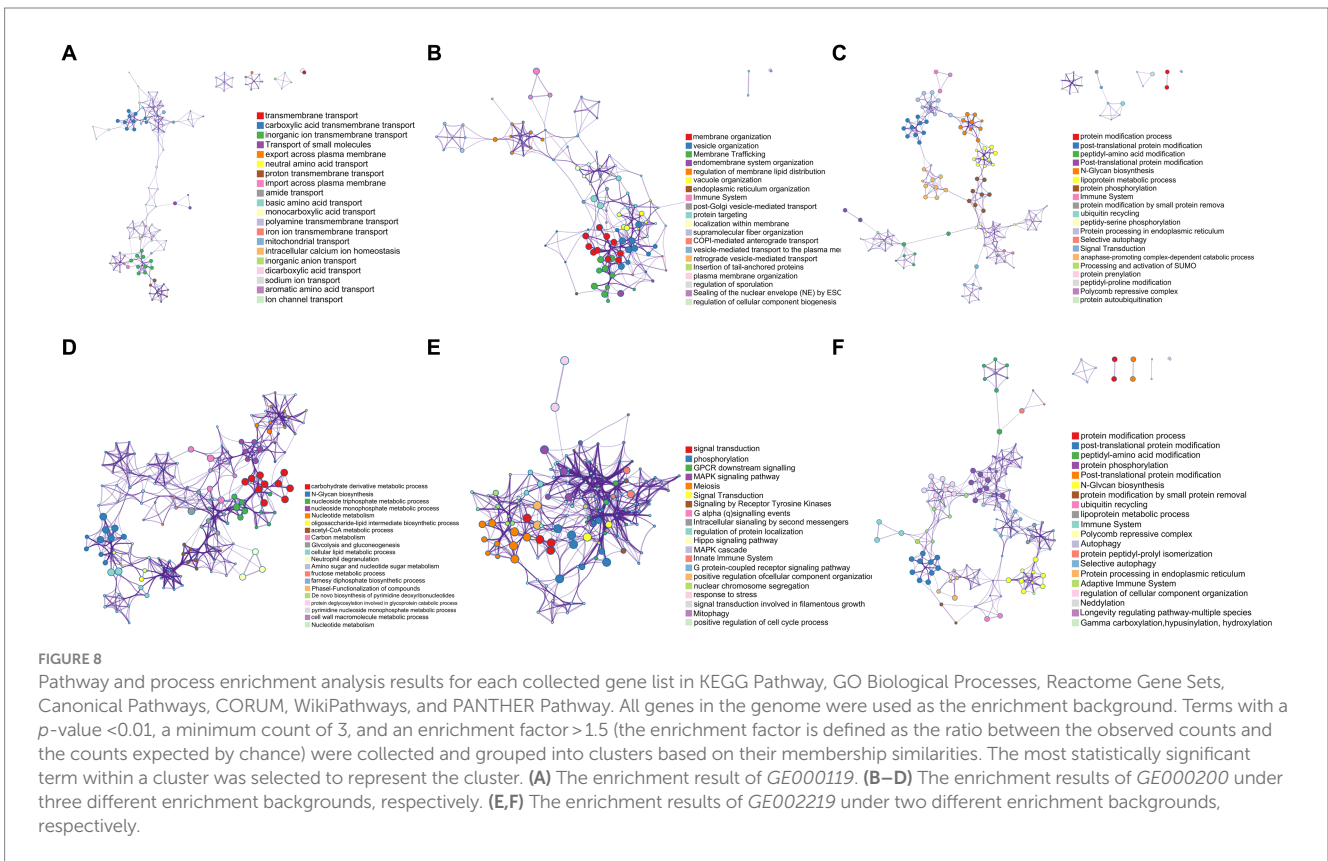 A
transmembrane transport
carboxylic acid transmembrane transport
inorganic ion transmembrane transport
Transport of small molecules
export across plasma membrane
neutral amino acid transport
proton transmembrane transport
import across plasma membrane
amide transport
basic amino acid transport
monocarboxylic acid transport
polyamine transmembrane transport
iron ion transmembrane transport
mitochondrial transport
intracellular calcium ion homeostasis
inorganic anion transport
dicarboxylic acid transport
sodium ion transport
aromatic amino acid transport
Ion channel transport
B
membrane organization
vesicle organization
Membrane Trafficking
endomembrane system organization
regulation of membrane lipid distribution
vacuole organization
endoplasmic reticulum organization
Immune System
post-Golgi vesicle-mediated transport
protein targeting
localization within membrane
supramolecular fiber organization
COPI-mediated anterograde transport
vesicle-mediated transport to the plasma mem
retrograde vesicle-mediated transport
Insertion of tail-anchored proteins
plasma membrane organization
regulation of sporulation
Sealing of the nuclear envelope (NE) by ESC
regulation of cellular component biogenesis
C
protein modification process
post-translational protein modification
peptidyl-amino acid modification
Post-translational protein modification
N-Glycan biosynthesis
lipoprotein metabolic process
protein phosphorylation
Immune System
protein modification by small protein remova
ubiquitin recycling
peptidy-serine phosphorylation
Protein processing in endoplasmic reticulum
Selective autophagy
Signal Transduction
anaphase-promoting complex-dependent catabolic process
Processing and activation of SUMO
protein prenylation
peptidyl-proline modification
Polycomb repressive complex
protein autoubiquitination
D
carbohydrate derivative metabolic process
N-Glycan biosynthesis
nucleoside triphosphate metabolic process
nucleoside monophosphate metabolic process
Nucleotide metabolism
oligosaccharide-lipid intermediate biosynthetic process
acetyl-CoA metabolic process
Carbon metabolism
Glvcolysis and gluconeogenesis
cellular lipid metabolic process
Neutrophil degranulation
Amino sugar and nucleotide sugar metabolism
fructose metabolic process
farnesy diphosphate biosynthetic process
Phasel-Functionalization of compounds
De novo biosynthesis of pyrimidine deoxyribonucleotides
protein deglycosylation involved in glycoprotein catabolic process
pyrimidine nucleoside monophosphate metabolic process
cell wall macromolecule metabolic process
Nucleotide metabolism
E
signal transduction
phosphorylation
GPCR downstream signalling
MAPK signaling pathway
Meiosis
Signal Transduction
Signaling by Receptor Tyrosine Kinases
G alpha (q)signaling events
Intracellular sianaling by second messengers
regulation of protein localization
Hippo signaling pathway
MAPK cascade
Innate Immune System
G protein-coupled receptor signaling pathway
positive regulation ofcellular component organization
nuclear chromosome segregation
response to stress
signal transduction involved in filamentous growth
Mitophagy
positive regulation of cell cycle process
F
protein modification process
post-translational protein modification
peptidyl-amino acid modification
protein phosphorylation
Post-translational protein modification
N-Glycan biosynthesis
protein modification by small protein removal
ubiquitin recycling
lipoprotein metabolic process
Immune System
Polycomb repressive complex
Autophagy
protein peptidyl-prolyl isomerization
Selective autophagy
Protein processing in endoplasmic reticulum
Adaptive Immune System
regulation of cellular component organization
Neddylation
Longevity regulating pathway-multiple species
Gamma carboxylation,hypusinylation, hydroxylation
FIGURE 8
Pathway and process enrichment analysis results for each collected gene list in KEGG Pathway, GO Biological Processes, Reactome Gene Sets,
Canonical Pathways, CORUM, WikiPathways, and PANTHER Pathway. All genes in the genome were used as the enrichment background. Terms with a
p-value <0.01, a minimum count of 3, and an enrichment factor > 1.5 (the enrichment factor is defined as the ratio between the observed counts and
the counts expected by chance) were collected and grouped into clusters based on their membership similarities. The most statistically significant
term within a cluster was selected to represent the cluster. (A) The enrichment result of GE000119. (B–D) The enrichment results of GE000200 under
three different enrichment backgrounds, respectively. (E,F) The enrichment results of GE002219 under two different enrichment backgrounds,
respectively.